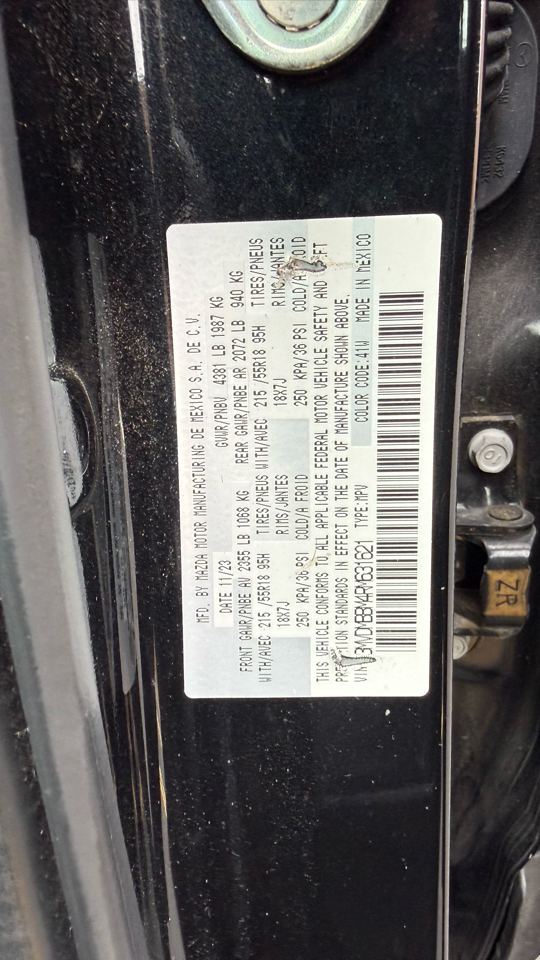 MFD. BY MAZDA MOTOR MANUFACTURING DE MEXICO S.A. DE C.V.
DATE 11/23 GVWR/PNBV 4381 LB 1987 KG
FRONT GAWR/PNBE AV 2355 LB 1068 KG REAR GAWR/PNBE AR 2072 LB 940 KG
WITH/AVEC 215 /55R18 95H TIRES/PNEUS WITH/AVEC 215 /55R18 95H TIRES/PNEUS
18X7J RIMS/JANTES 18X7J RIMS/JANTES
250 KPA/36 PSI COLD/A FROID 250 KPA/36 PSI COLD/A FROID
THIS VEHICLE CONFORMS TO ALL APPLICABLE FEDERAL MOTOR VEHICLE SAFETY AND
STANDARDS IN EFFECT ON THE DATE OF MANUFACTURE SHOWN ABOVE.
VIN 3MVDMBBM4RM631621 TYPE:MPV COLOR CODE:41W MADE IN MEXICO
ZR